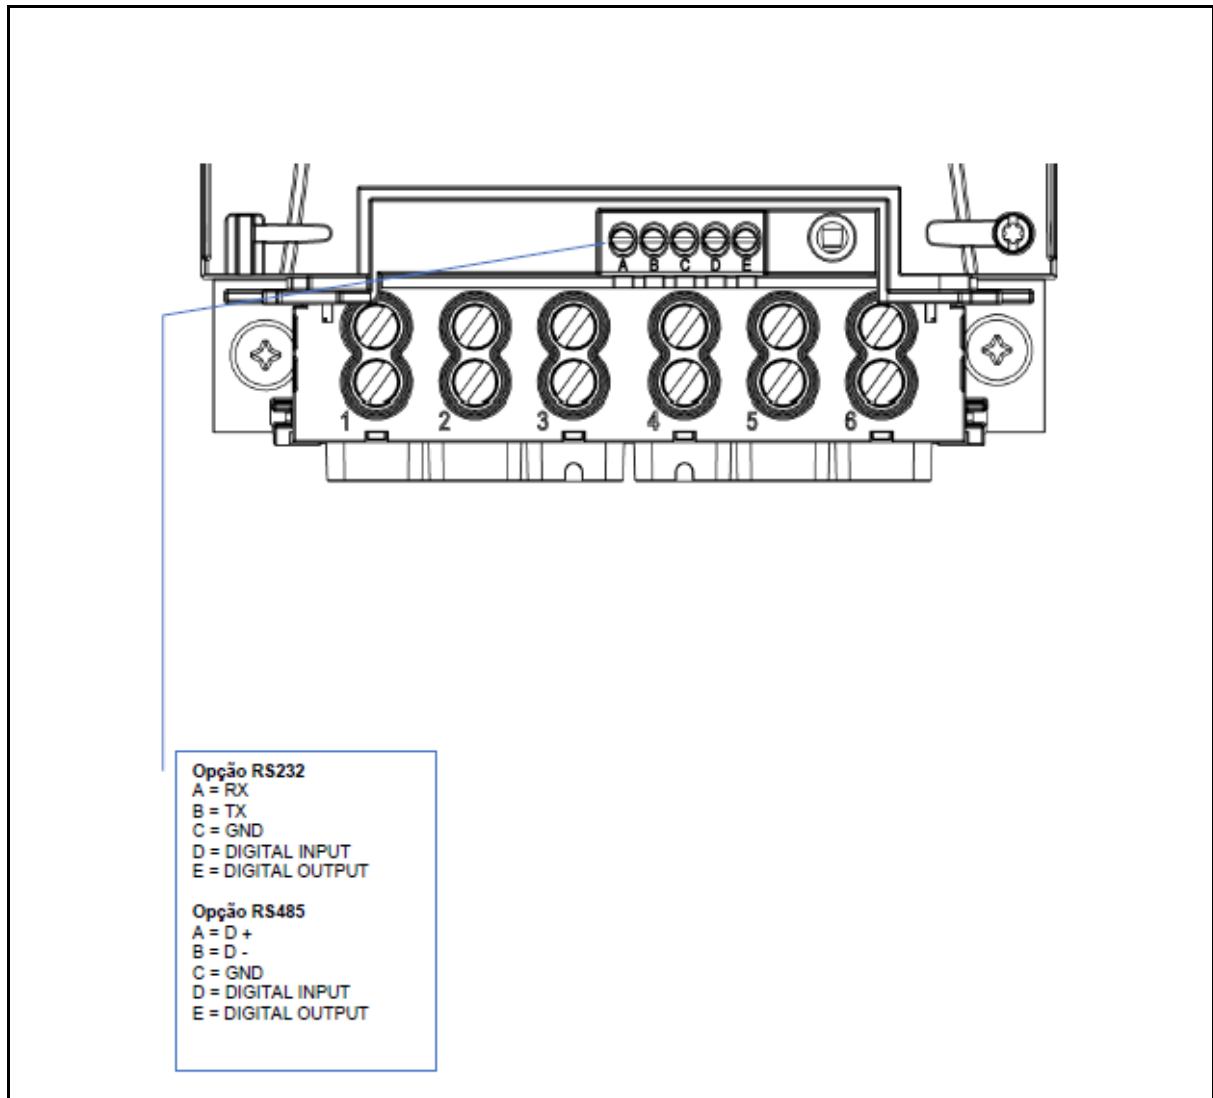 A B C D E
1 2 3 4 5 6
Opção RS232
A = RX
B = TX
C = GND
D = DIGITAL INPUT
E = DIGITAL OUTPUT
Opção RS485
A = D +
B = D -
C = GND
D = DIGITAL INPUT
E = DIGITAL OUTPUT